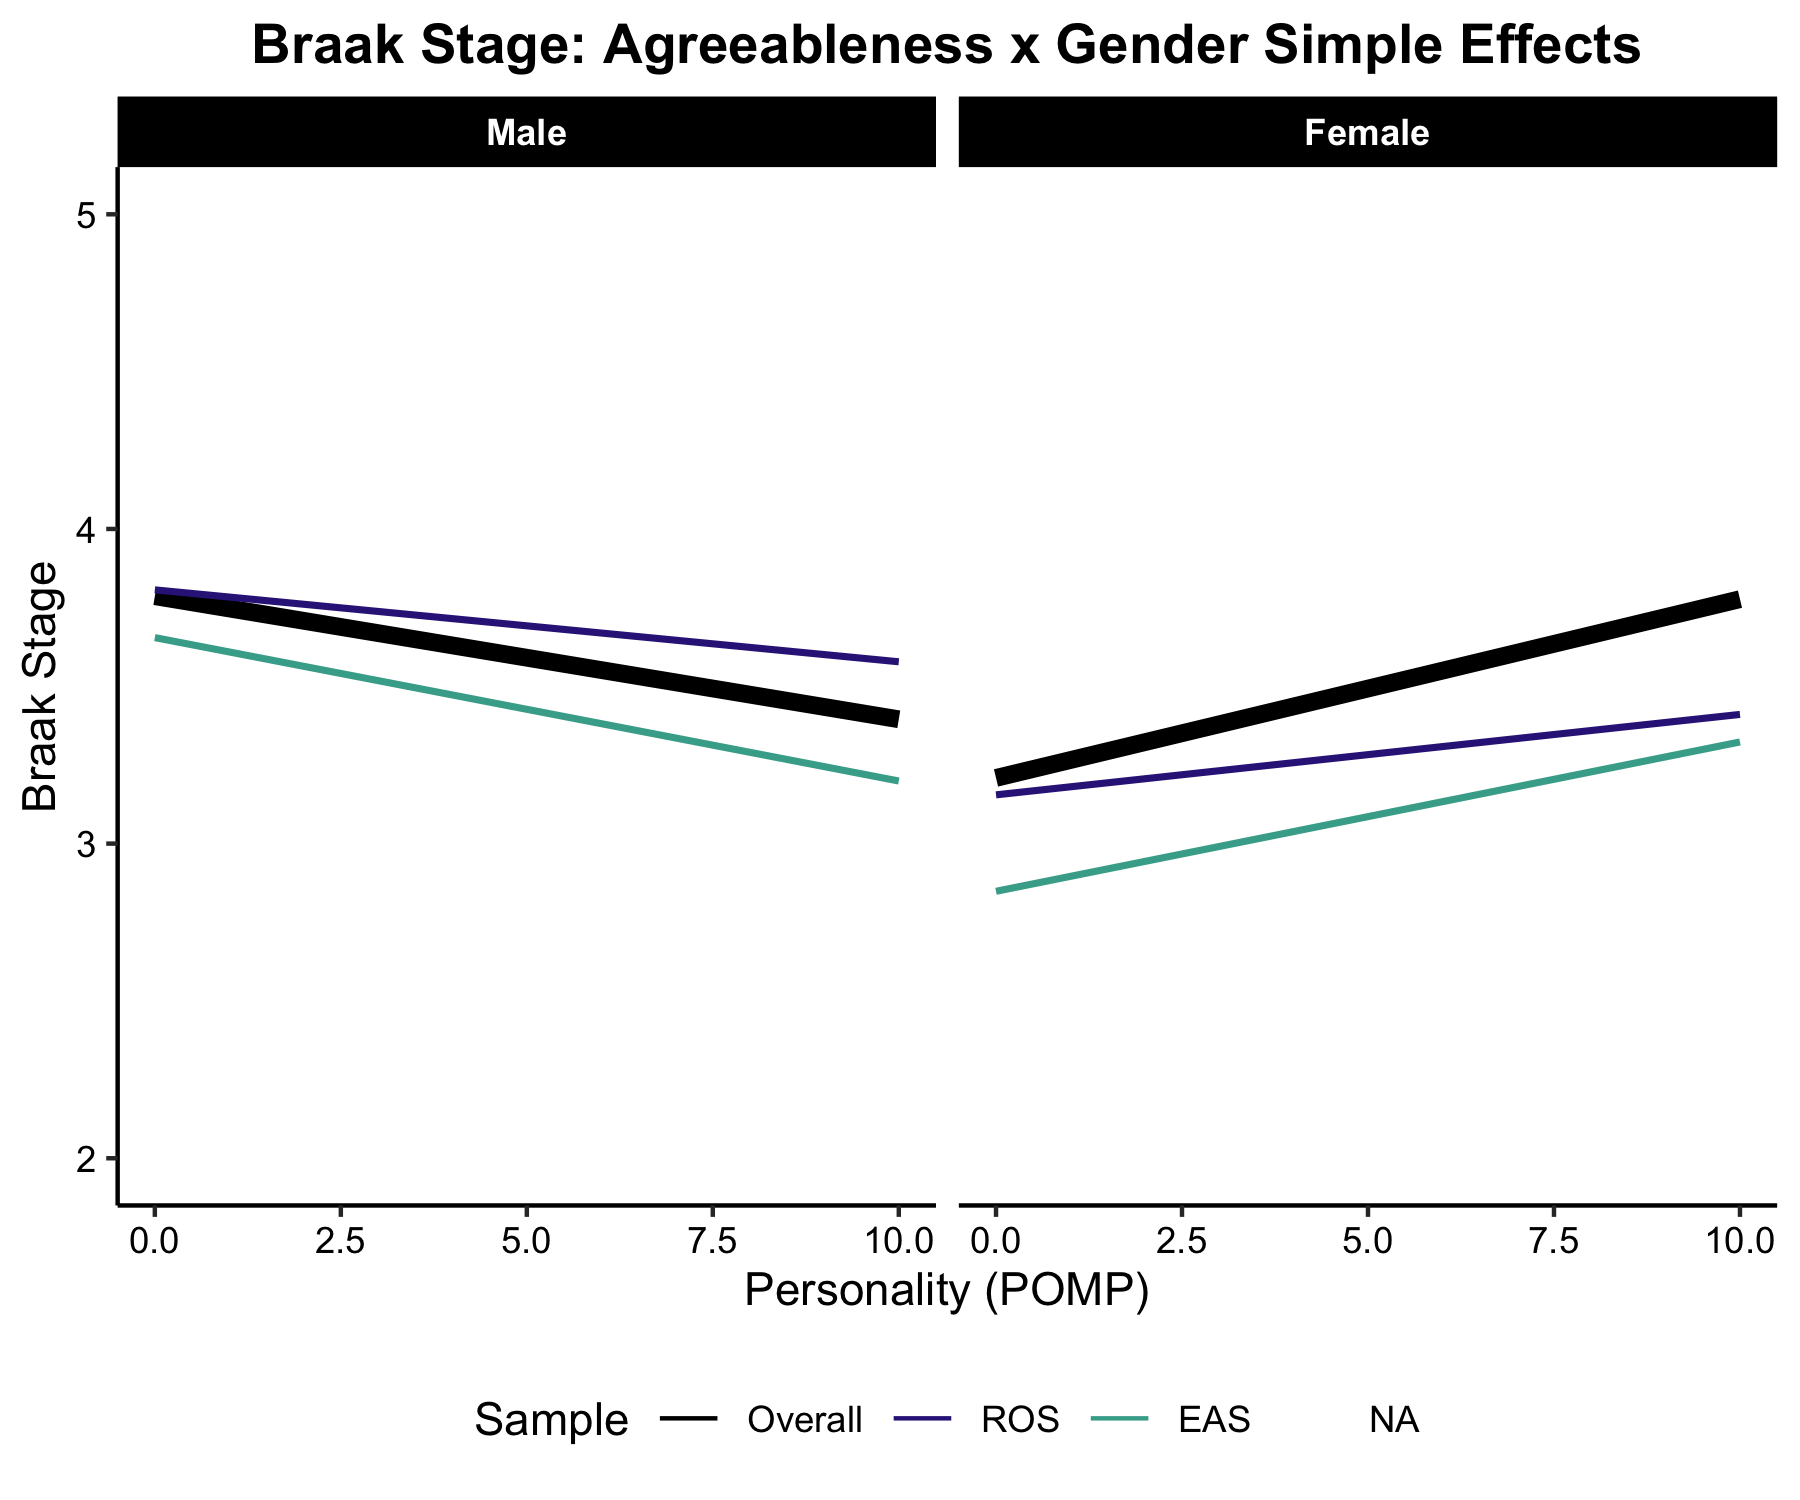 Braak Stage: Agreeableness x Gender Simple Effects
Male
Female
Braak Stage
5
4
3
2
0.0 2.5 5.0 7.5 10.0
0.0 2.5 5.0 7.5 10.0
Personality (POMP)
Sample Overall ROS EAS NA